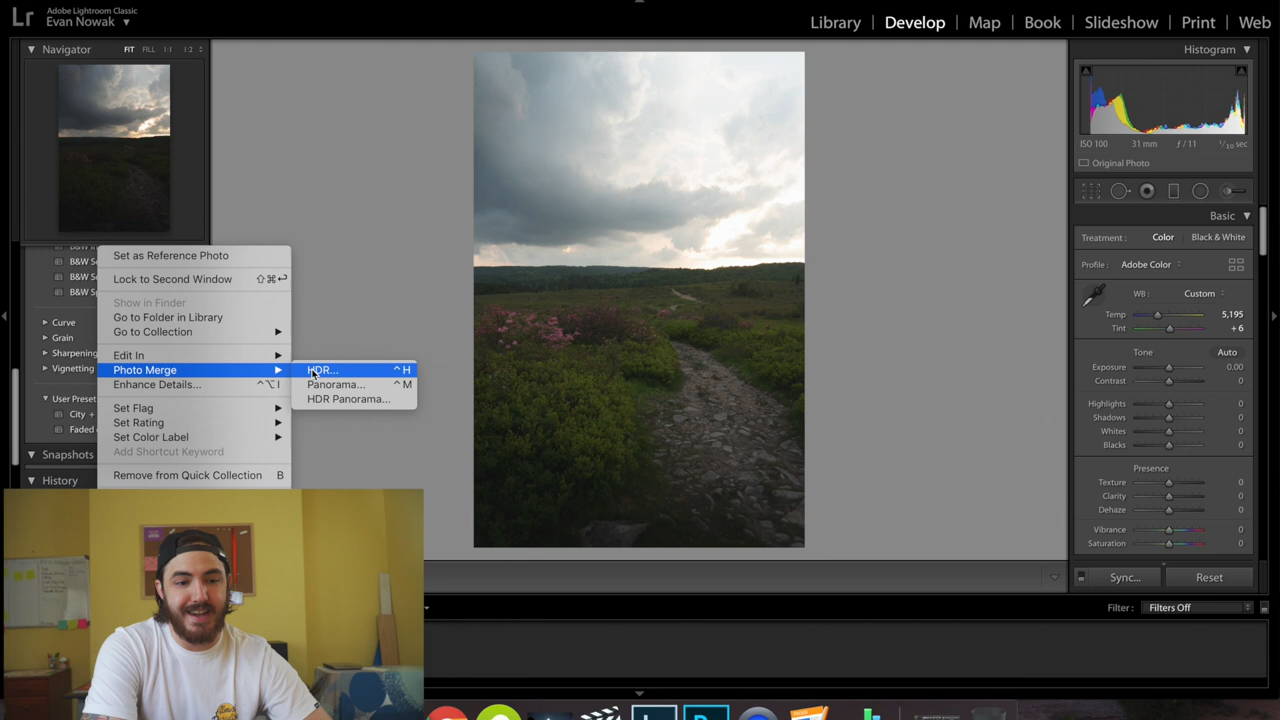 Lr
Adobe Lightroom Classic
Evan Nowak
Library | Develop | Map | Book | Slideshow | Print | Web
Navigator FIT FILL 1:1 1:2
B&W S
B&W S
B&W S
Curve
Grain
Sharpening
Vignetting
User Preset
City +
Faded
Snapshots
History
Set as Reference Photo
Lock to Second Window ⇧⌘↩
Show in Finder
Go to Folder in Library
Go to Collection
Edit In
Photo Merge
Enhance Details... ^⌥I
Set Flag
Set Rating
Set Color Label
Add Shortcut Keyword
Remove from Quick Collection B
HDR... ^H
Panorama... ^M
HDR Panorama...
Histogram
ISO 100 31 mm ƒ/11 1/10 sec
Original Photo
Basic
Treatment : Color Black & White
Profile : Adobe Color
WB : Custom
Temp 5,195
Tint + 6
Tone Auto
Exposure 0.00
Contrast 0
Highlights 0
Shadows 0
Whites 0
Blacks 0
Presence
Texture 0
Clarity 0
Dehaze 0
Vibrance 0
Saturation 0
Sync... Reset
Filter : Filters Off